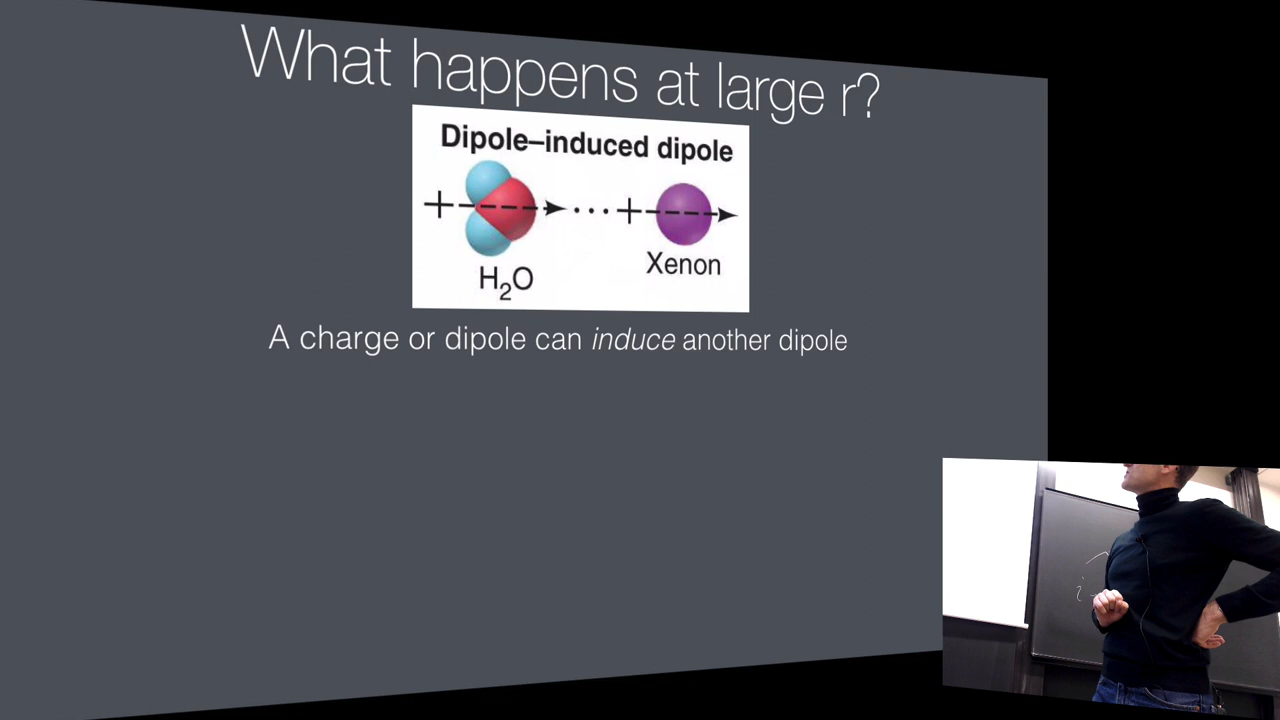 What happens at large r?
Dipole–induced dipole
+ ··· +
H₂O
Xenon
A charge or dipole can induce another dipole